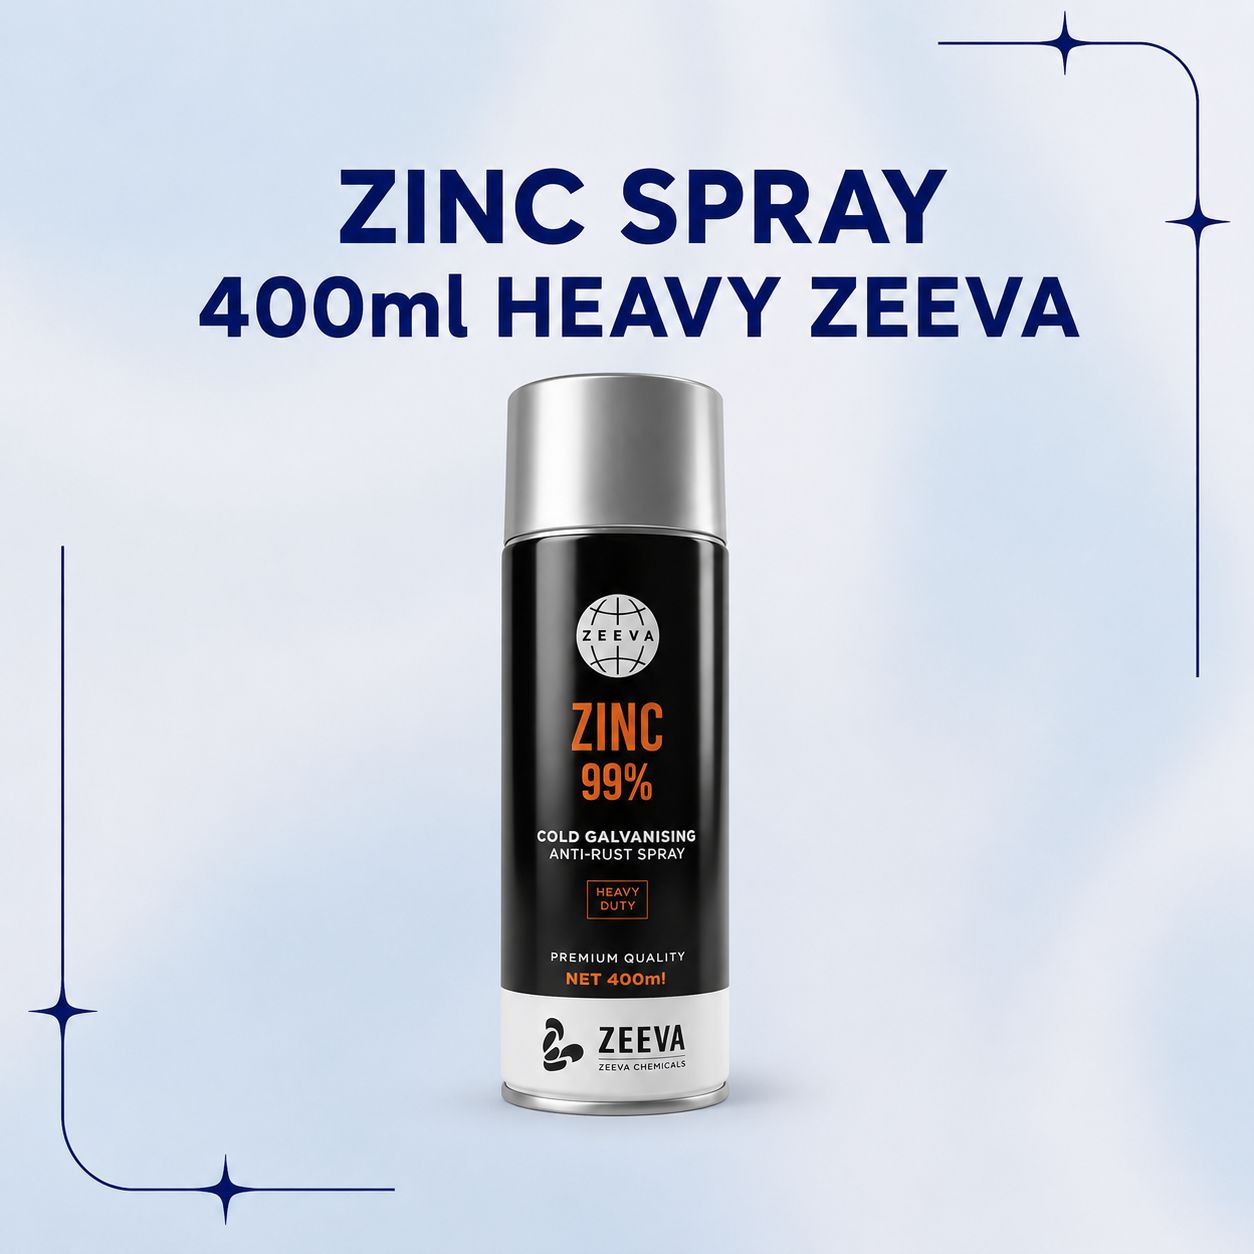 ZINC SPRAY
400ml HEAVY ZEEVA
ZEEVA
ZINC
99%
COLD GALVANISING
ANTI-RUST SPRAY
HEAVY
DUTY
PREMIUM QUALITY
NET 400m!
ZEEVA
ZEEVA CHEMICALS